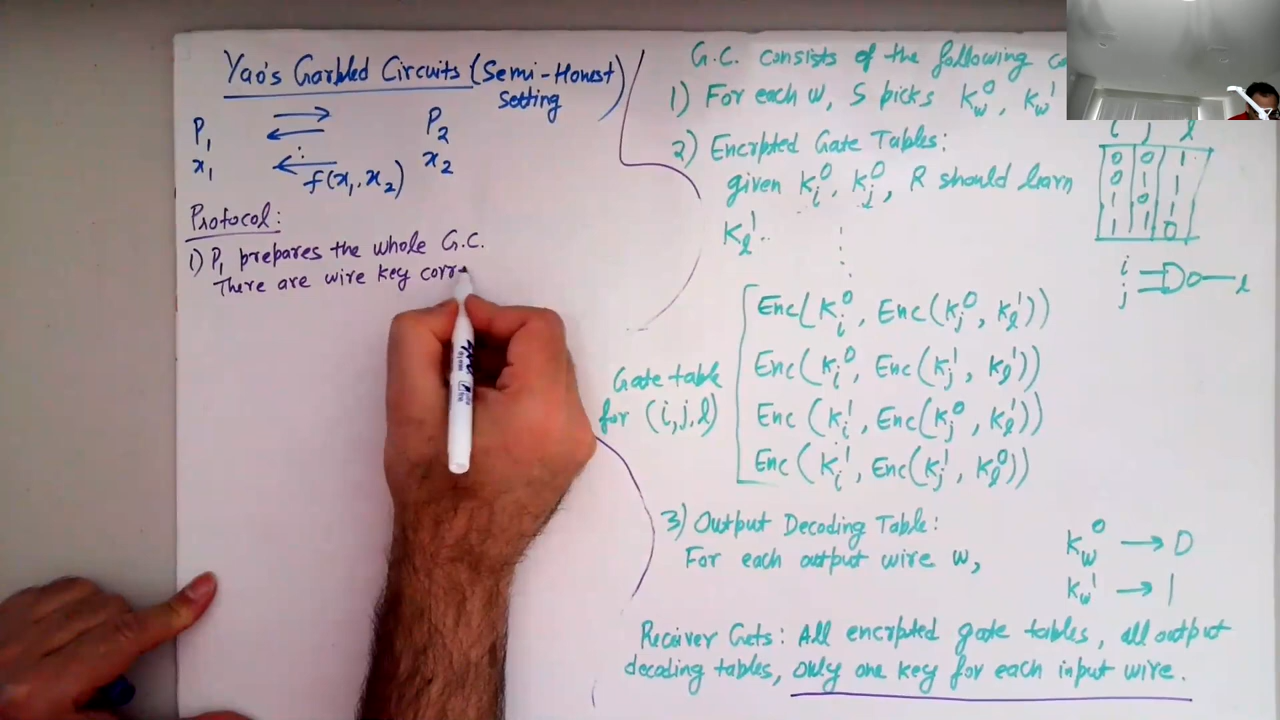 Yao's Garbled Circuits (Semi-Honest
Setting)
P₁ P₂
x₁ x₂
f(x₁, x₂)
Protocol:
1) P₁ prepares the whole G.C.
There are wire key corr
G.C. consists of the following co
1) For each w, S picks K_w^0, K_w^1
2) Encrpted Gate Tables:
given K_i^0, K_j^0, R should learn
K_l^1.
i j l
0 0 1
0 1 1
1 0 1
1 1 0
i
j
l
Gate table
for (i,j,l)
Enc(K_i^0, Enc(K_j^0, K_l^1))
Enc(K_i^0, Enc(K_j^1, K_l^1))
Enc(K_i^1, Enc(K_j^0, K_l^1))
Enc(K_i^1, Enc(K_j^1, K_l^0))
3) Output Decoding Table:
For each output wire w,
K_w^0 → 0
K_w^1 → 1
Receiver Gets: All encrpted gate tables, all output
decoding tables, only one key for each input wire.